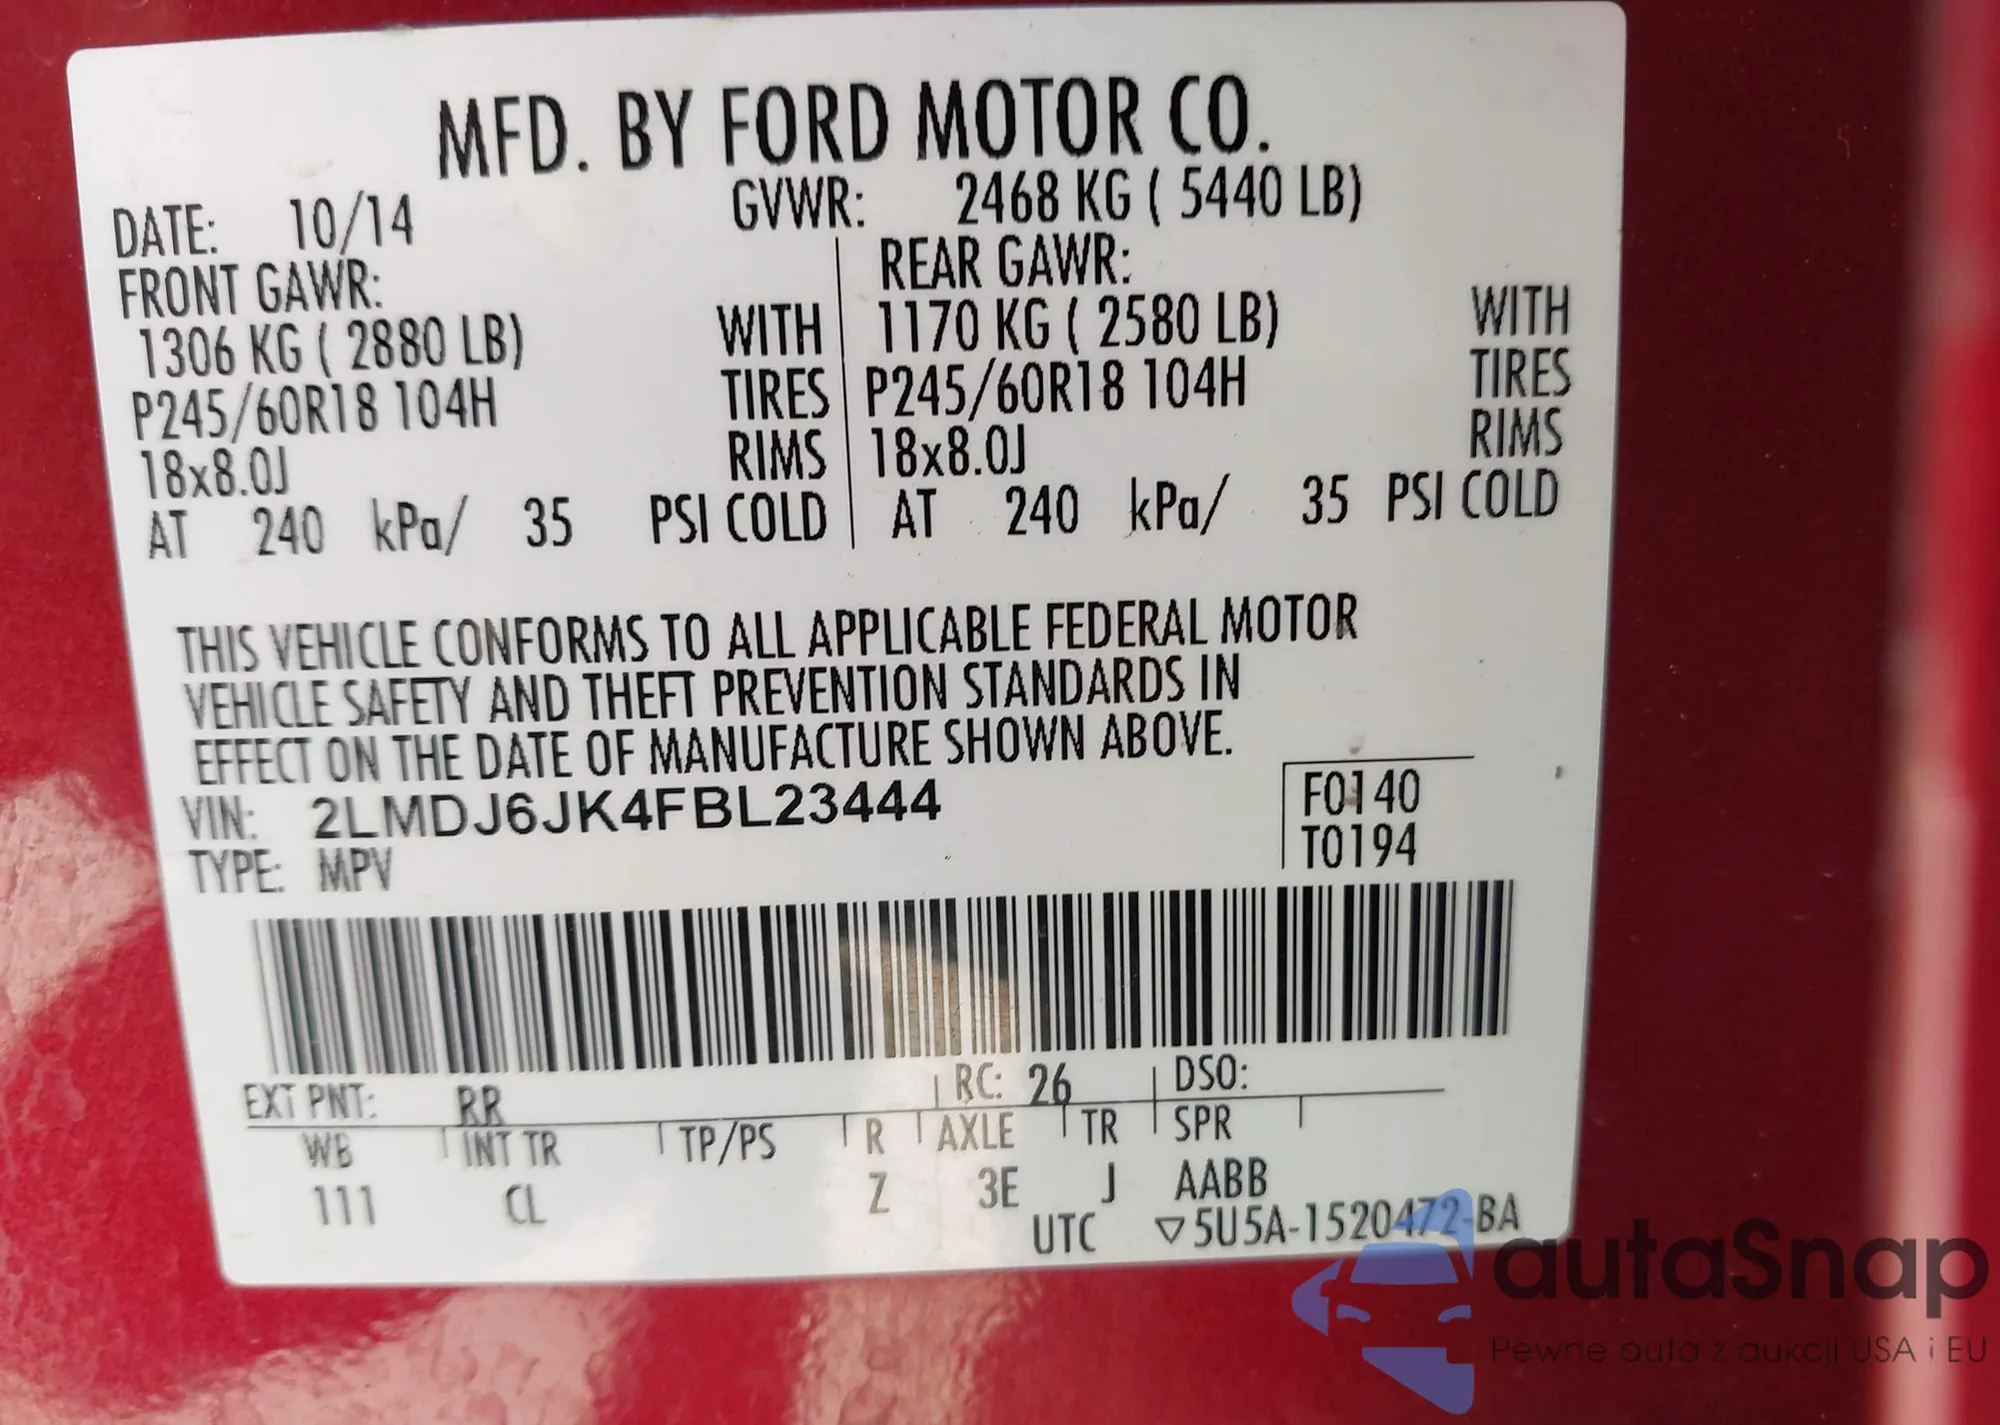 MFD. BY FORD MOTOR CO.
DATE: 10/14 GVWR: 2468 KG ( 5440 LB)
FRONT GAWR: REAR GAWR:
1306 KG ( 2880 LB) WITH 1170 KG ( 2580 LB) WITH
P245/60R18 104H TIRES P245/60R18 104H TIRES
18x8.0J RIMS 18x8.0J RIMS
AT 240 kPa/ 35 PSI COLD AT 240 kPa/ 35 PSI COLD
THIS VEHICLE CONFORMS TO ALL APPLICABLE FEDERAL MOTOR
VEHICLE SAFETY AND THEFT PREVENTION STANDARDS IN
EFFECT ON THE DATE OF MANUFACTURE SHOWN ABOVE.
VIN: 2LMDJ6JK4FBL23444 F0140
TYPE: MPV T0194
EXT PNT: RR RC: 26 DSO:
WB INT TR TP/PS R AXLE TR SPR
111 CL Z 3E J AABB
UTC ▽5U5A-1520472-BA
autaSnap
Pewne auta z aukcji USA i EU